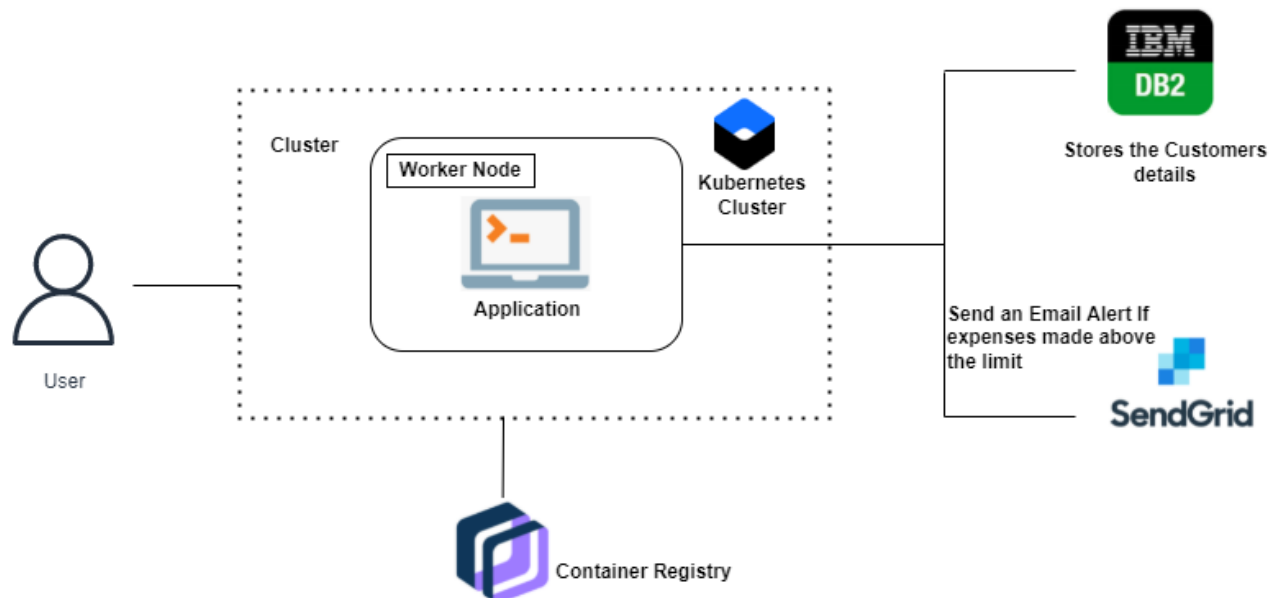 IBM
DB2
Stores the Customers
details
Cluster
Worker Node
Kubernetes
Cluster
Application
User
Send an Email Alert If
expenses made above
the limit
SendGrid
Container Registry